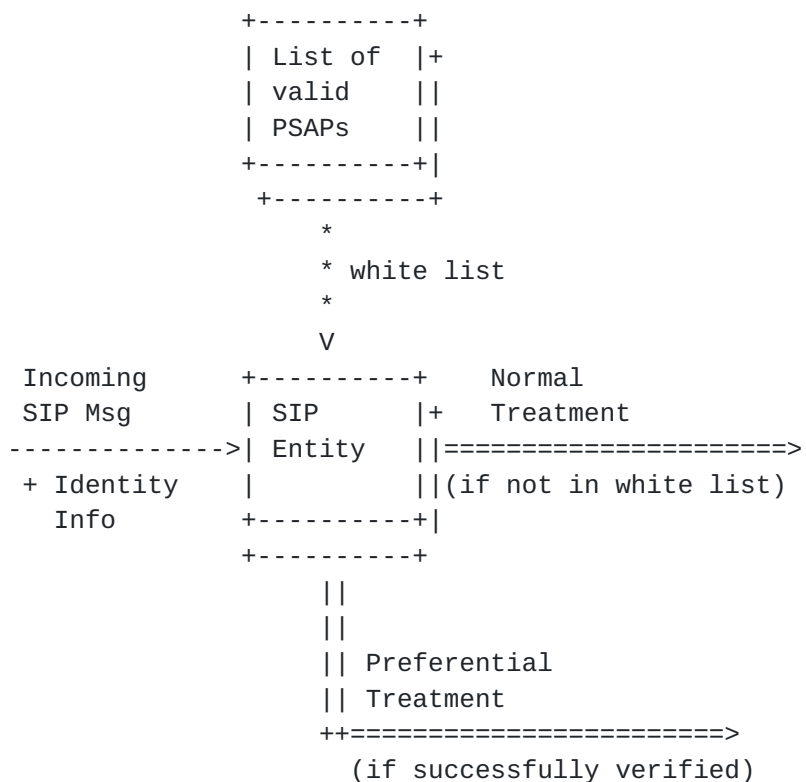 List of
valid
PSAPs
white list
Incoming
SIP Msg
+ Identity
Info
SIP
Entity
Normal
Treatment
(if not in white list)
Preferential
Treatment
(if successfully verified)